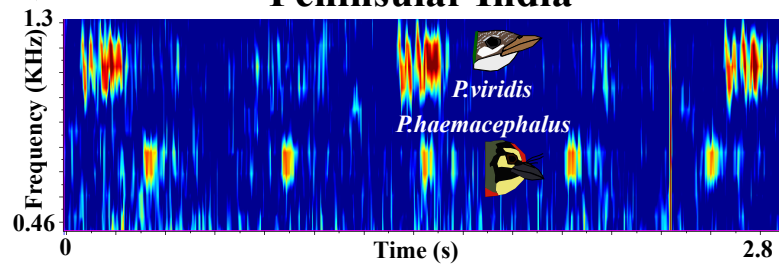 Peninsular India
1.3
Frequency (KHz)
P.viridis
P.haemacephalus
0.46
0
Time (s)
2.8